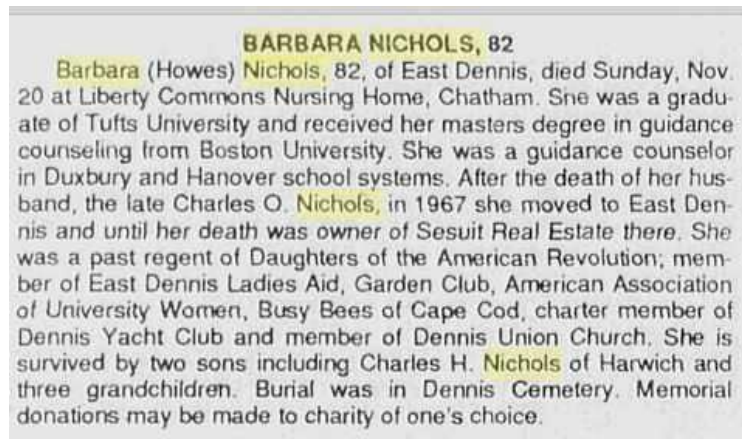 BARBARA NICHOLS, 82
Barbara (Howes) Nichols, 82, of East Dennis, died Sunday, Nov.
20 at Liberty Commons Nursing Home, Chatham. She was a gradu-
ate of Tufts University and received her masters degree in guidance
counseling from Boston University. She was a guidance counselor
in Duxbury and Hanover school systems. After the death of her hus-
band, the late Charles O. Nichols, in 1967 she moved to East Den-
nis and until her death was owner of Sesuit Real Estate there. She
was a past regent of Daughters of the American Revolution; mem-
ber of East Dennis Ladies Aid, Garden Club, American Association
of University Women, Busy Bees of Cape Cod, charter member of
Dennis Yacht Club and member of Dennis Union Church. She is
survived by two sons including Charles H. Nichols of Harwich and
three grandchildren. Burial was in Dennis Cemetery. Memorial
donations may be made to charity of one's choice.